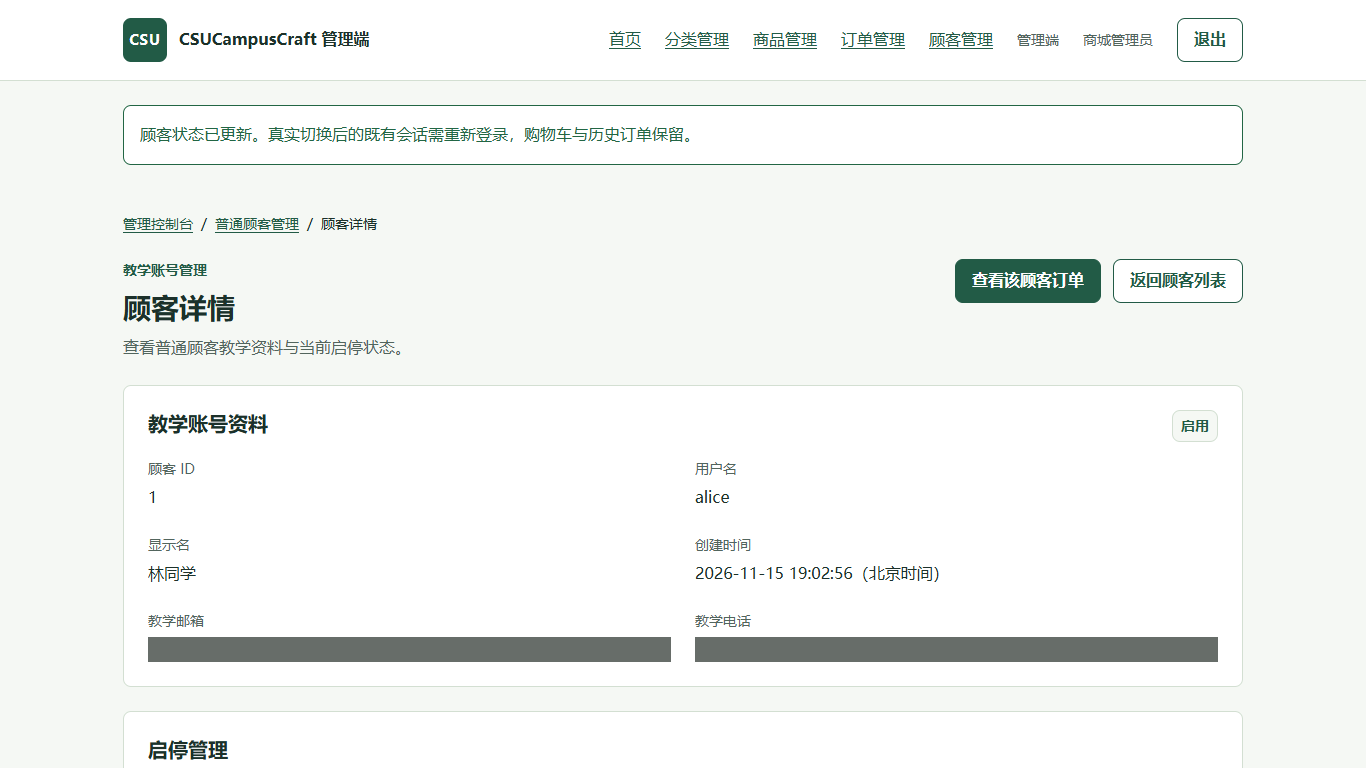 CSU CSUCampusCraft 管理端 首页 分类管理 商品管理 订单管理 顾客管理 管理端 商城管理员 退出
顾客状态已更新。真实切换后的既有会话需重新登录，购物车与历史订单保留。
管理控制台 / 普通顾客管理 / 顾客详情
教学账号管理
顾客详情
查看普通顾客教学资料与当前启停状态。
查看该顾客订单 返回顾客列表
教学账号资料 启用
顾客 ID 用户名
1 alice
显示名 创建时间
林同学 2026-11-15 19:02:56（北京时间）
教学邮箱 教学电话
启停管理